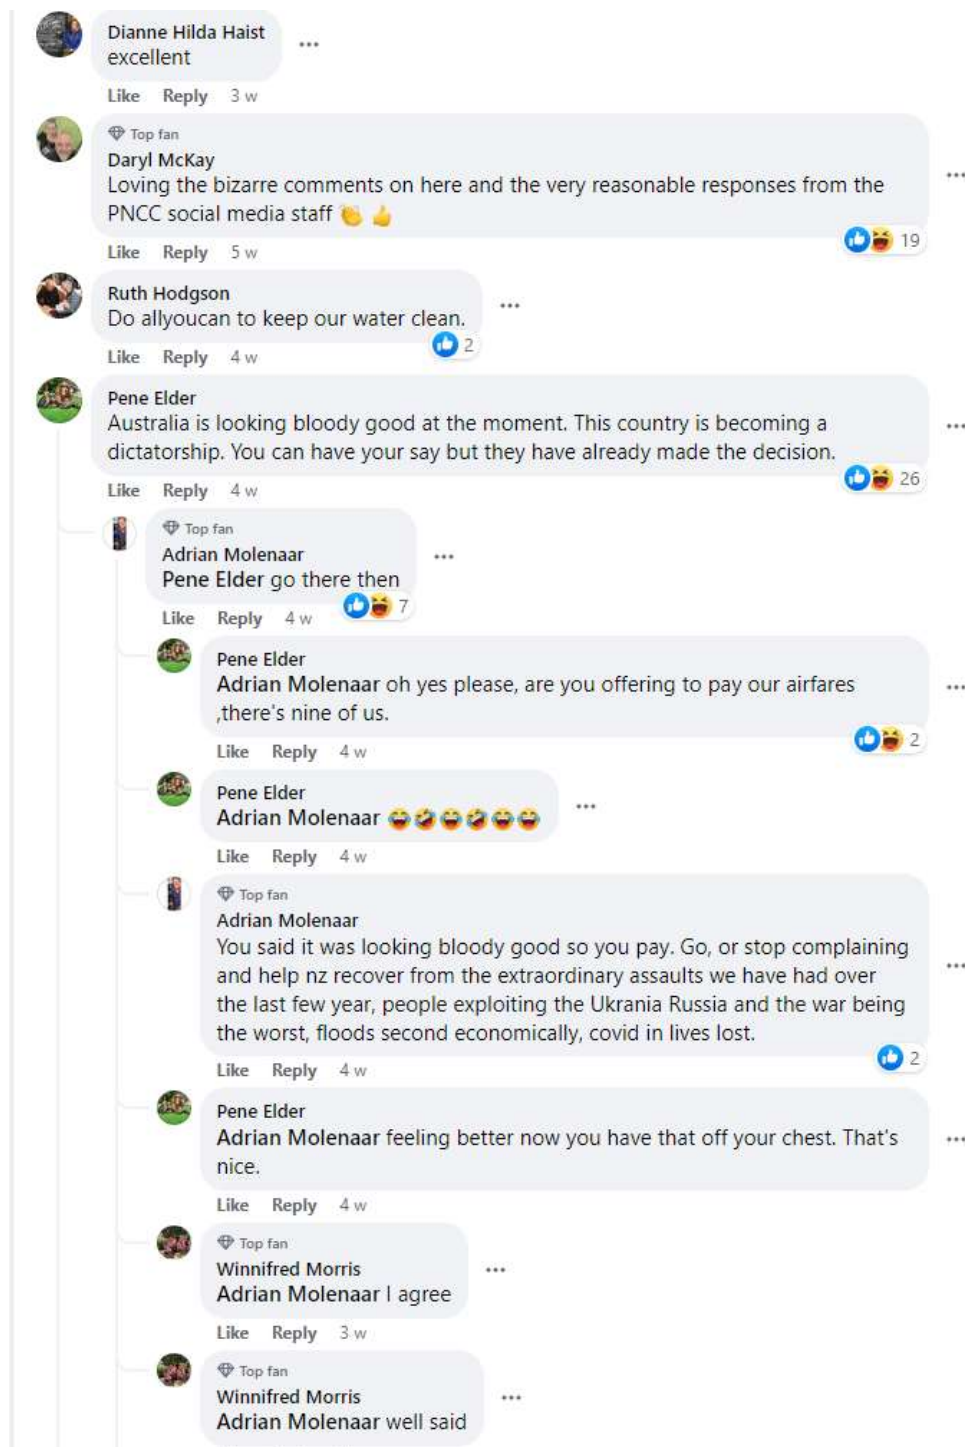 Dianne Hilda Haist
excellent
Like Reply 3 w
Top fan
Daryl McKay
Loving the bizarre comments on here and the very reasonable responses from the
PNCC social media staff 👏 👍
19
Like Reply 5 w
Ruth Hodgson
Do allyoucan to keep our water clean.
2
Like Reply 4 w
Pene Elder
Australia is looking bloody good at the moment. This country is becoming a
dictatorship. You can have your say but they have already made the decision.
26
Like Reply 4 w
Top fan
Adrian Molenaar
Pene Elder go there then
7
Like Reply 4 w
Pene Elder
Adrian Molenaar oh yes please, are you offering to pay our airfares
,there's nine of us.
2
Like Reply 4 w
Pene Elder
Adrian Molenaar 😂🤣😂🤣😂😂
Like Reply 4 w
Top fan
Adrian Molenaar
You said it was looking bloody good so you pay. Go, or stop complaining
and help nz recover from the extraordinary assaults we have had over
the last few year, people exploiting the Ukrania Russia and the war being
the worst, floods second economically, covid in lives lost.
2
Like Reply 4 w
Pene Elder
Adrian Molenaar feeling better now you have that off your chest. That's
nice.
Like Reply 4 w
Top fan
Winnifred Morris
Adrian Molenaar I agree
Like Reply 3 w
Top fan
Winnifred Morris
Adrian Molenaar well said